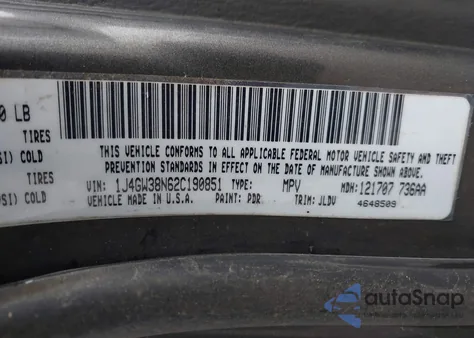 0 LB
TIRES
SI) COLD
TIRES
PSI) COLD
THIS VEHICLE CONFORMS TO ALL APPLICABLE FEDERAL MOTOR VEHICLE SAFETY AND THEFT
PREVENTION STANDARDS IN EFFECT ON THE DATE OF MANUFACTURE SHOWN ABOVE.
VIN: 1J4GW38N62C190851 TYPE: MPV MDH: 121707 736AA
VEHICLE MADE IN U.S.A. PAINT: PDR TRIM: JLDV 4648509
autoSnap